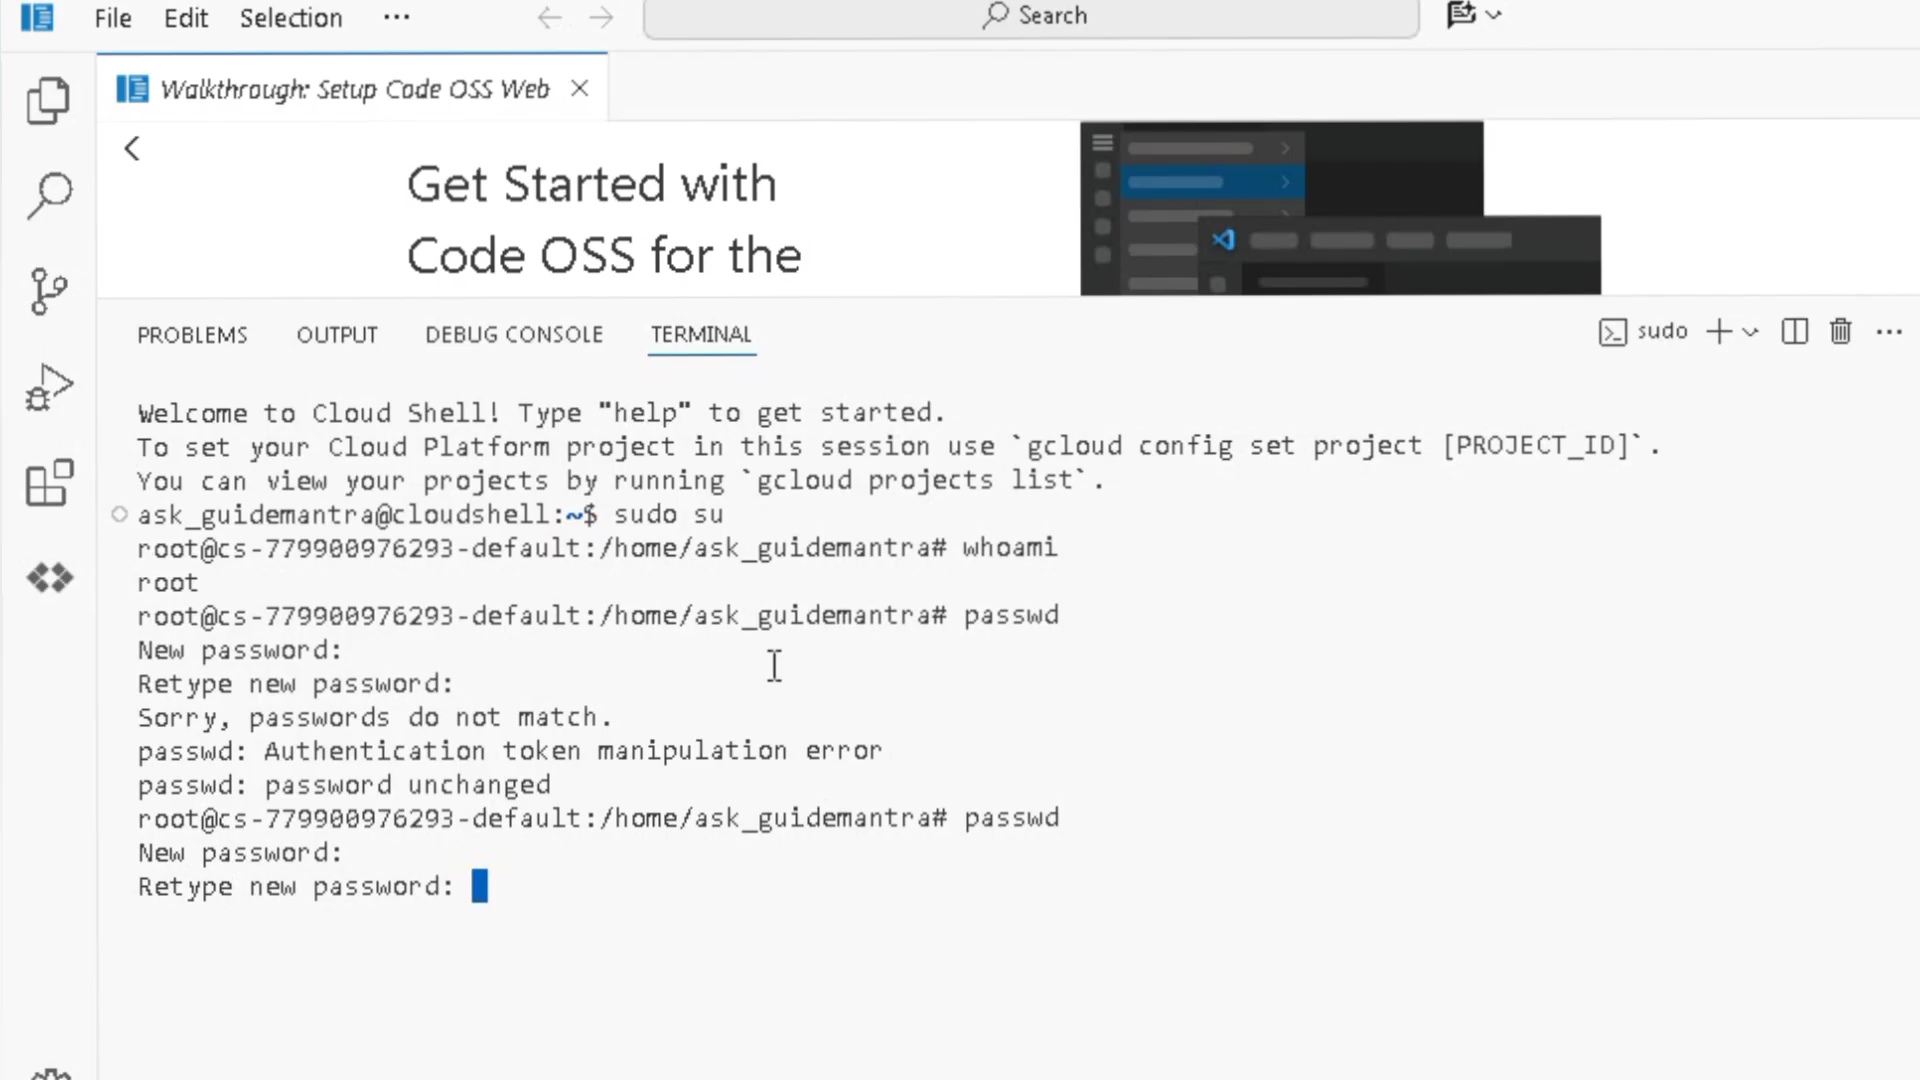 File Edit Selection ...
Search
Walkthrough: Setup Code OSS Web
Get Started with
Code OSS for the
PROBLEMS OUTPUT DEBUG CONSOLE TERMINAL
sudo
Welcome to Cloud Shell! Type "help" to get started.
To set your Cloud Platform project in this session use `gcloud config set project [PROJECT_ID]`.
You can view your projects by running `gcloud projects list`.
ask_guidemantra@cloudshell:~$ sudo su
root@cs-779900976293-default:/home/ask_guidemantra# whoami
root
root@cs-779900976293-default:/home/ask_guidemantra# passwd
New password:
Retype new password:
Sorry, passwords do not match.
passwd: Authentication token manipulation error
passwd: password unchanged
root@cs-779900976293-default:/home/ask_guidemantra# passwd
New password:
Retype new password: